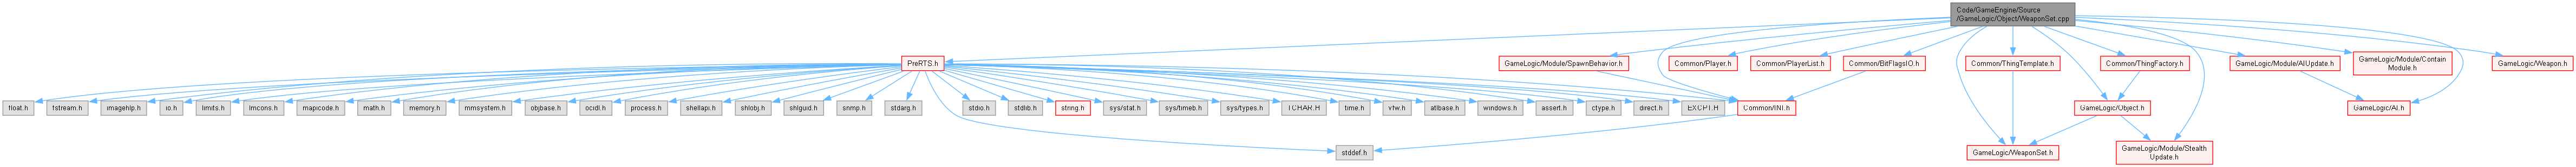 Code/GameEngine/Source
/GameLogic/Object/WeaponSet.cpp
PreRTS.h
GameLogic/Module/SpawnBehavior.h
Common/Player.h
Common/PlayerList.h
Common/BitFlagsIO.h
Common/ThingTemplate.h
Common/ThingFactory.h
GameLogic/Module/AIUpdate.h
GameLogic/Module/Contain
Module.h
GameLogic/Weapon.h
float.h
fstream.h
imagehlp.h
io.h
limits.h
lmcons.h
mapicode.h
math.h
memory.h
mmsystem.h
objbase.h
ocidl.h
process.h
shellapi.h
shlobj.h
shlguid.h
snmp.h
stdarg.h
stdio.h
stdlib.h
string.h
sys/stat.h
sys/timeb.h
sys/types.h
TCHAR.H
time.h
vfw.h
atlbase.h
windows.h
assert.h
ctype.h
direct.h
EXCPT.H
Common/INI.h
GameLogic/Object.h
GameLogic/AI.h
stddef.h
GameLogic/WeaponSet.h
GameLogic/Module/Stealth
Update.h